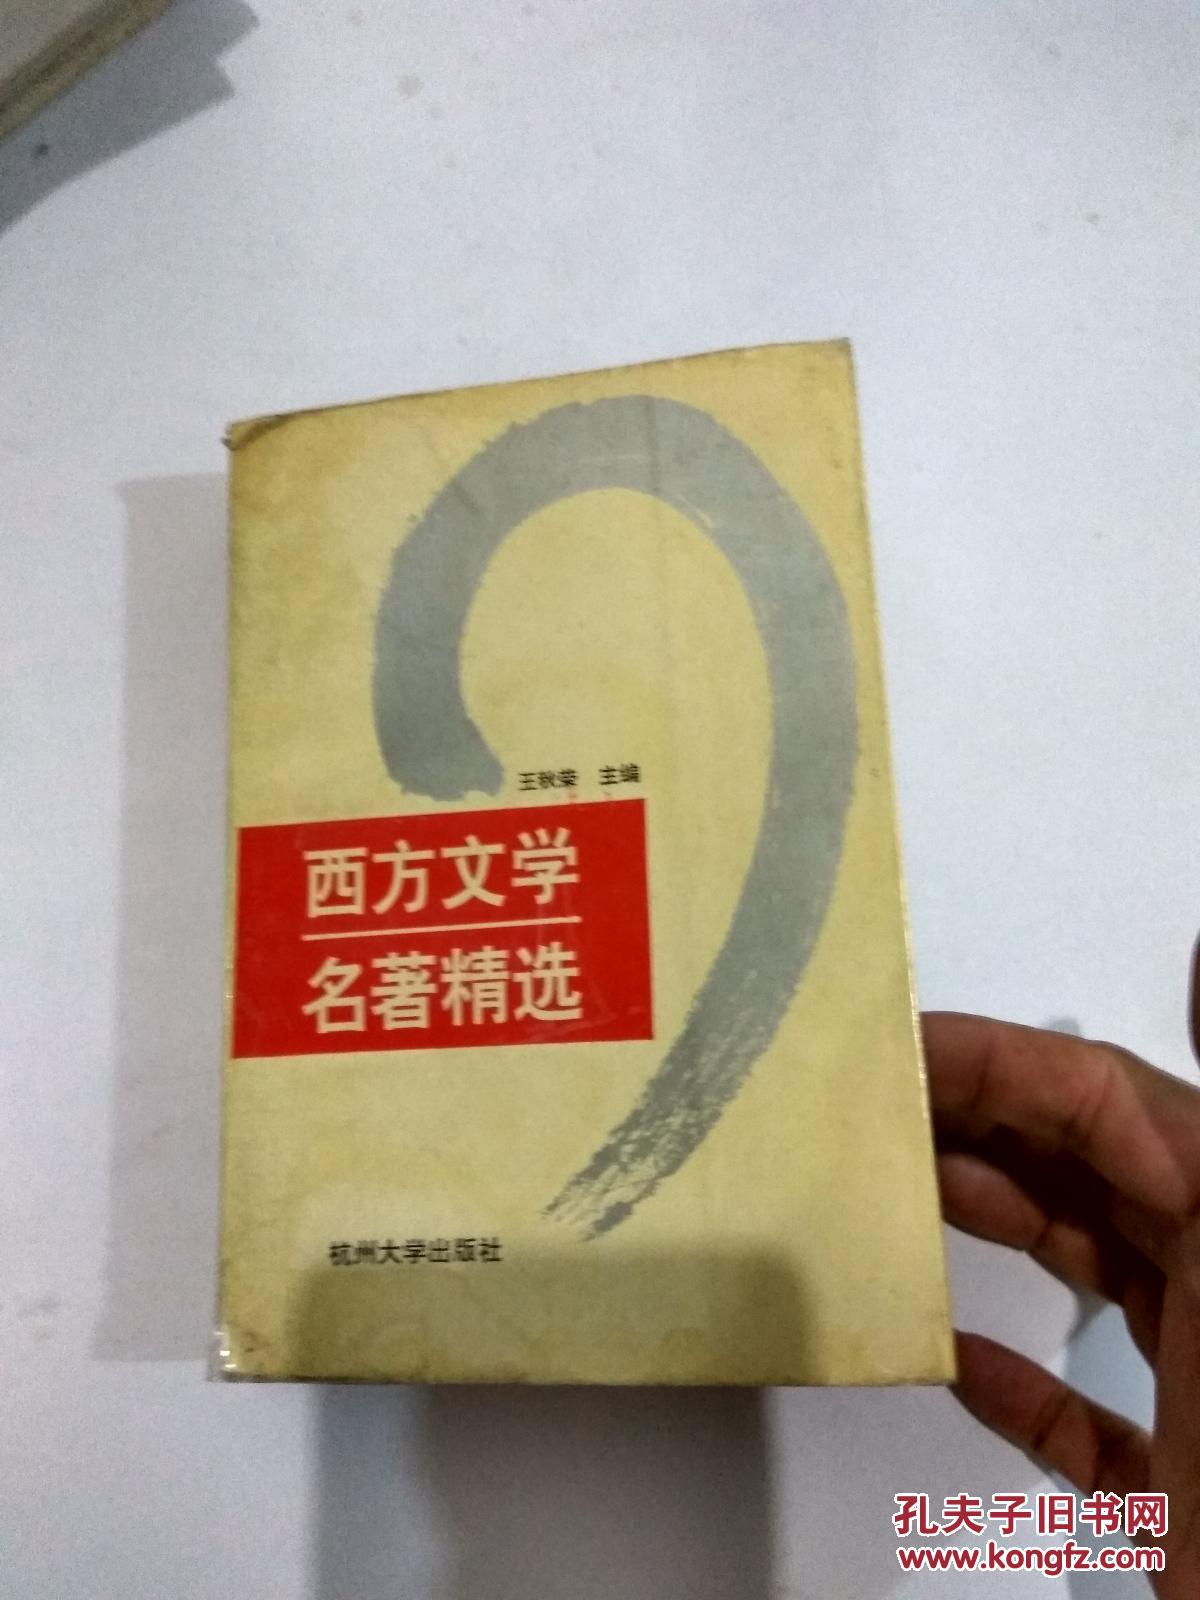 王秋荣 主编
西方文学
名著精选
杭州大学出版社
孔夫子旧书网
www.kongfz.com